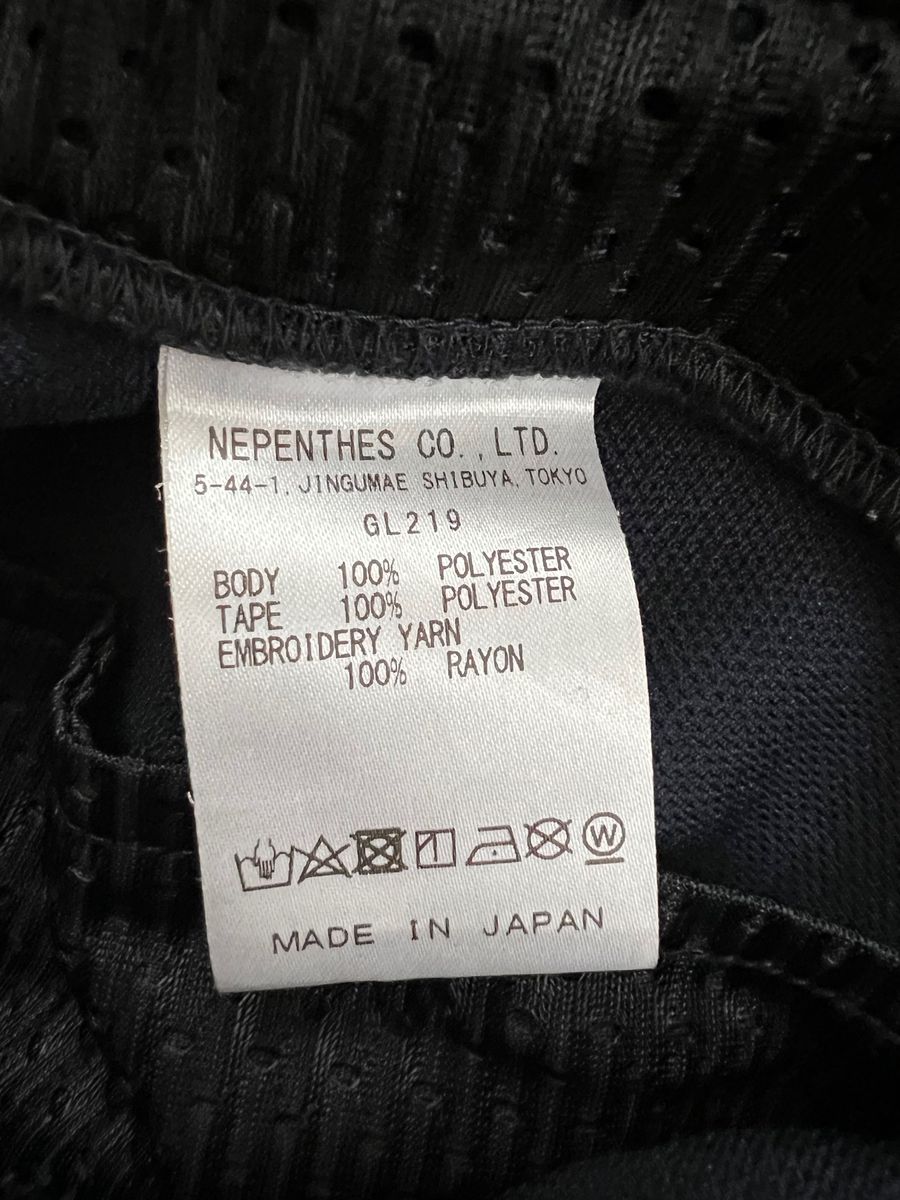 NEPENTHES CO.,LTD.
5-44-1, JINGUMAE SHIBUYA, TOKYO
GL219
BODY 100% POLYESTER
TAPE 100% POLYESTER
EMBROIDERY YARN
100% RAYON
W
MADE IN JAPAN